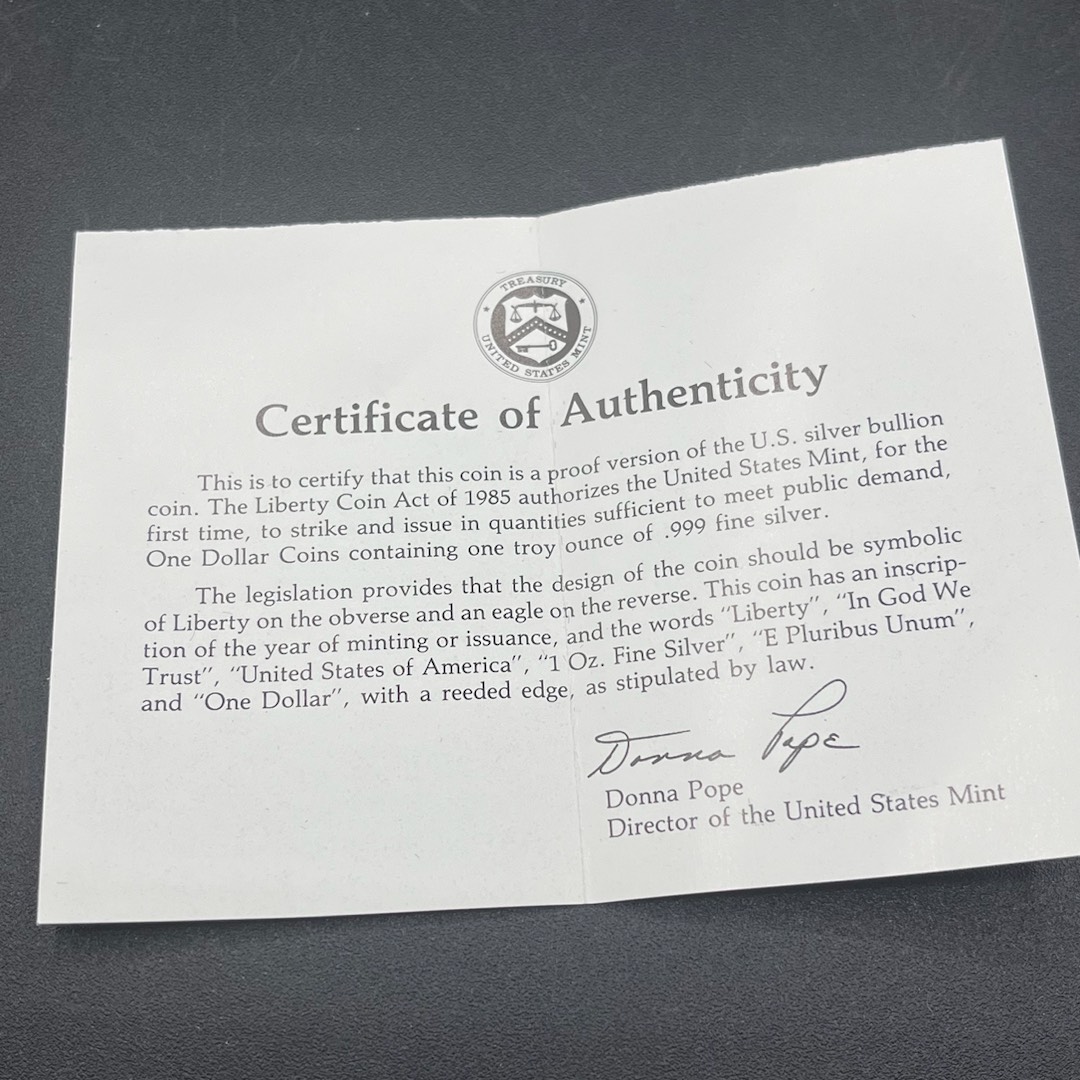 TREASURY
UNITED STATES MINT
Certificate of Authenticity
This is to certify that this coin is a proof version of the U.S. silver bullion
coin. The Liberty Coin Act of 1985 authorizes the United States Mint, for the
first time, to strike and issue in quantities sufficient to meet public demand,
One Dollar Coins containing one troy ounce of .999 fine silver.
The legislation provides that the design of the coin should be symbolic
of Liberty on the obverse and an eagle on the reverse. This coin has an inscrip-
tion of the year of minting or issuance, and the words “Liberty”, “In God We
Trust”, “United States of America”, “1 Oz. Fine Silver”, “E Pluribus Unum”,
and “One Dollar”, with a reeded edge, as stipulated by law.
Donna Pope
Donna Pope
Director of the United States Mint